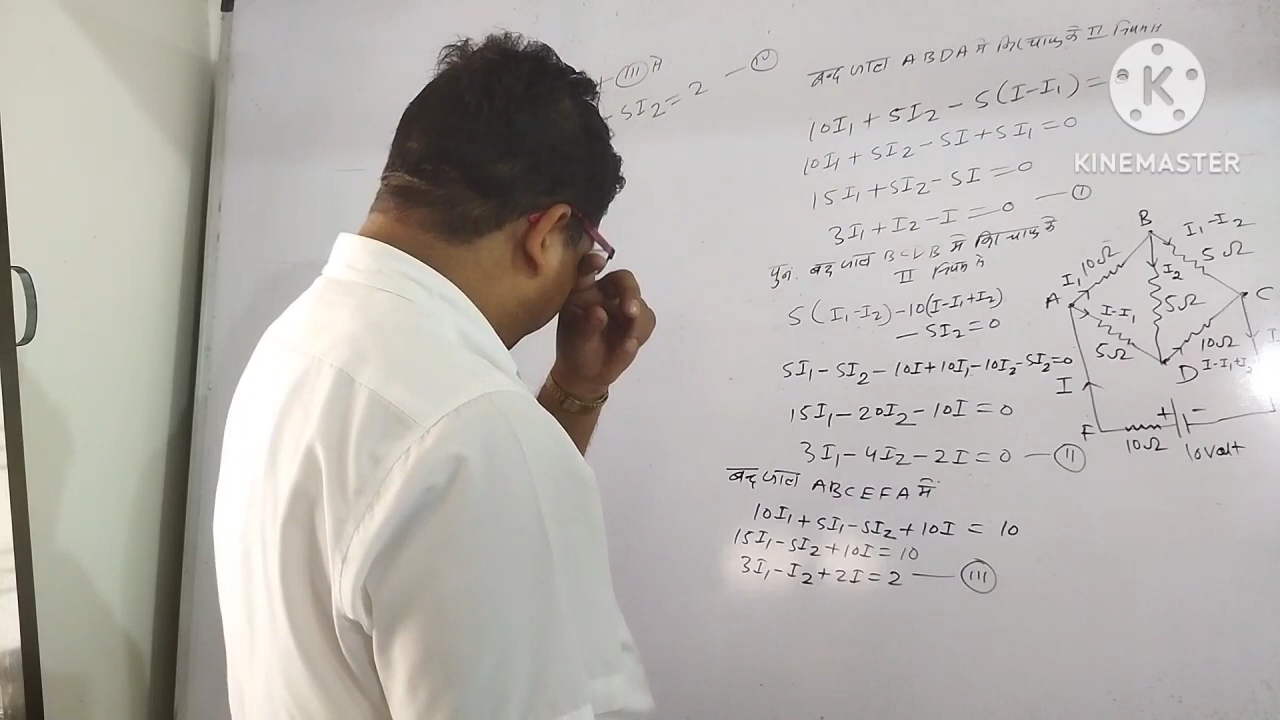 + (III) से
- 5I₂ = 2 — (IV)
बन्द जाल ABDA में किरचाफ के II नियम से
10I₁ + 5I₂ - 5(I-I₁) =
10I₁ + 5I₂ - 5I + 5I₁ = 0
15I₁ + 5I₂ - 5I = 0
3I₁ + I₂ - I = 0 — (I)
पुनः बन्द जाल BCDB में किरचाफ के
II नियम से
5(I₁-I₂) - 10(I-I₁+I₂)
- 5I₂ = 0
5I₁ - 5I₂ - 10I + 10I₁ - 10I₂ - 5I₂ = 0
15I₁ - 20I₂ - 10I = 0
3I₁ - 4I₂ - 2I = 0 — (II)
बन्द जाल ABCEFA में
10I₁ + 5I₁ - 5I₂ + 10I = 10
15I₁ - 5I₂ + 10I = 10
3I₁ - I₂ + 2I = 2 — (III)
K
KINEMASTER
B
I₁-I₂
I₁ 10Ω
5Ω
I₂
A
C
I-I₁
5Ω
5Ω
10Ω
D
I-I₁+I₂
I
F
+ -
10Ω
10Volt